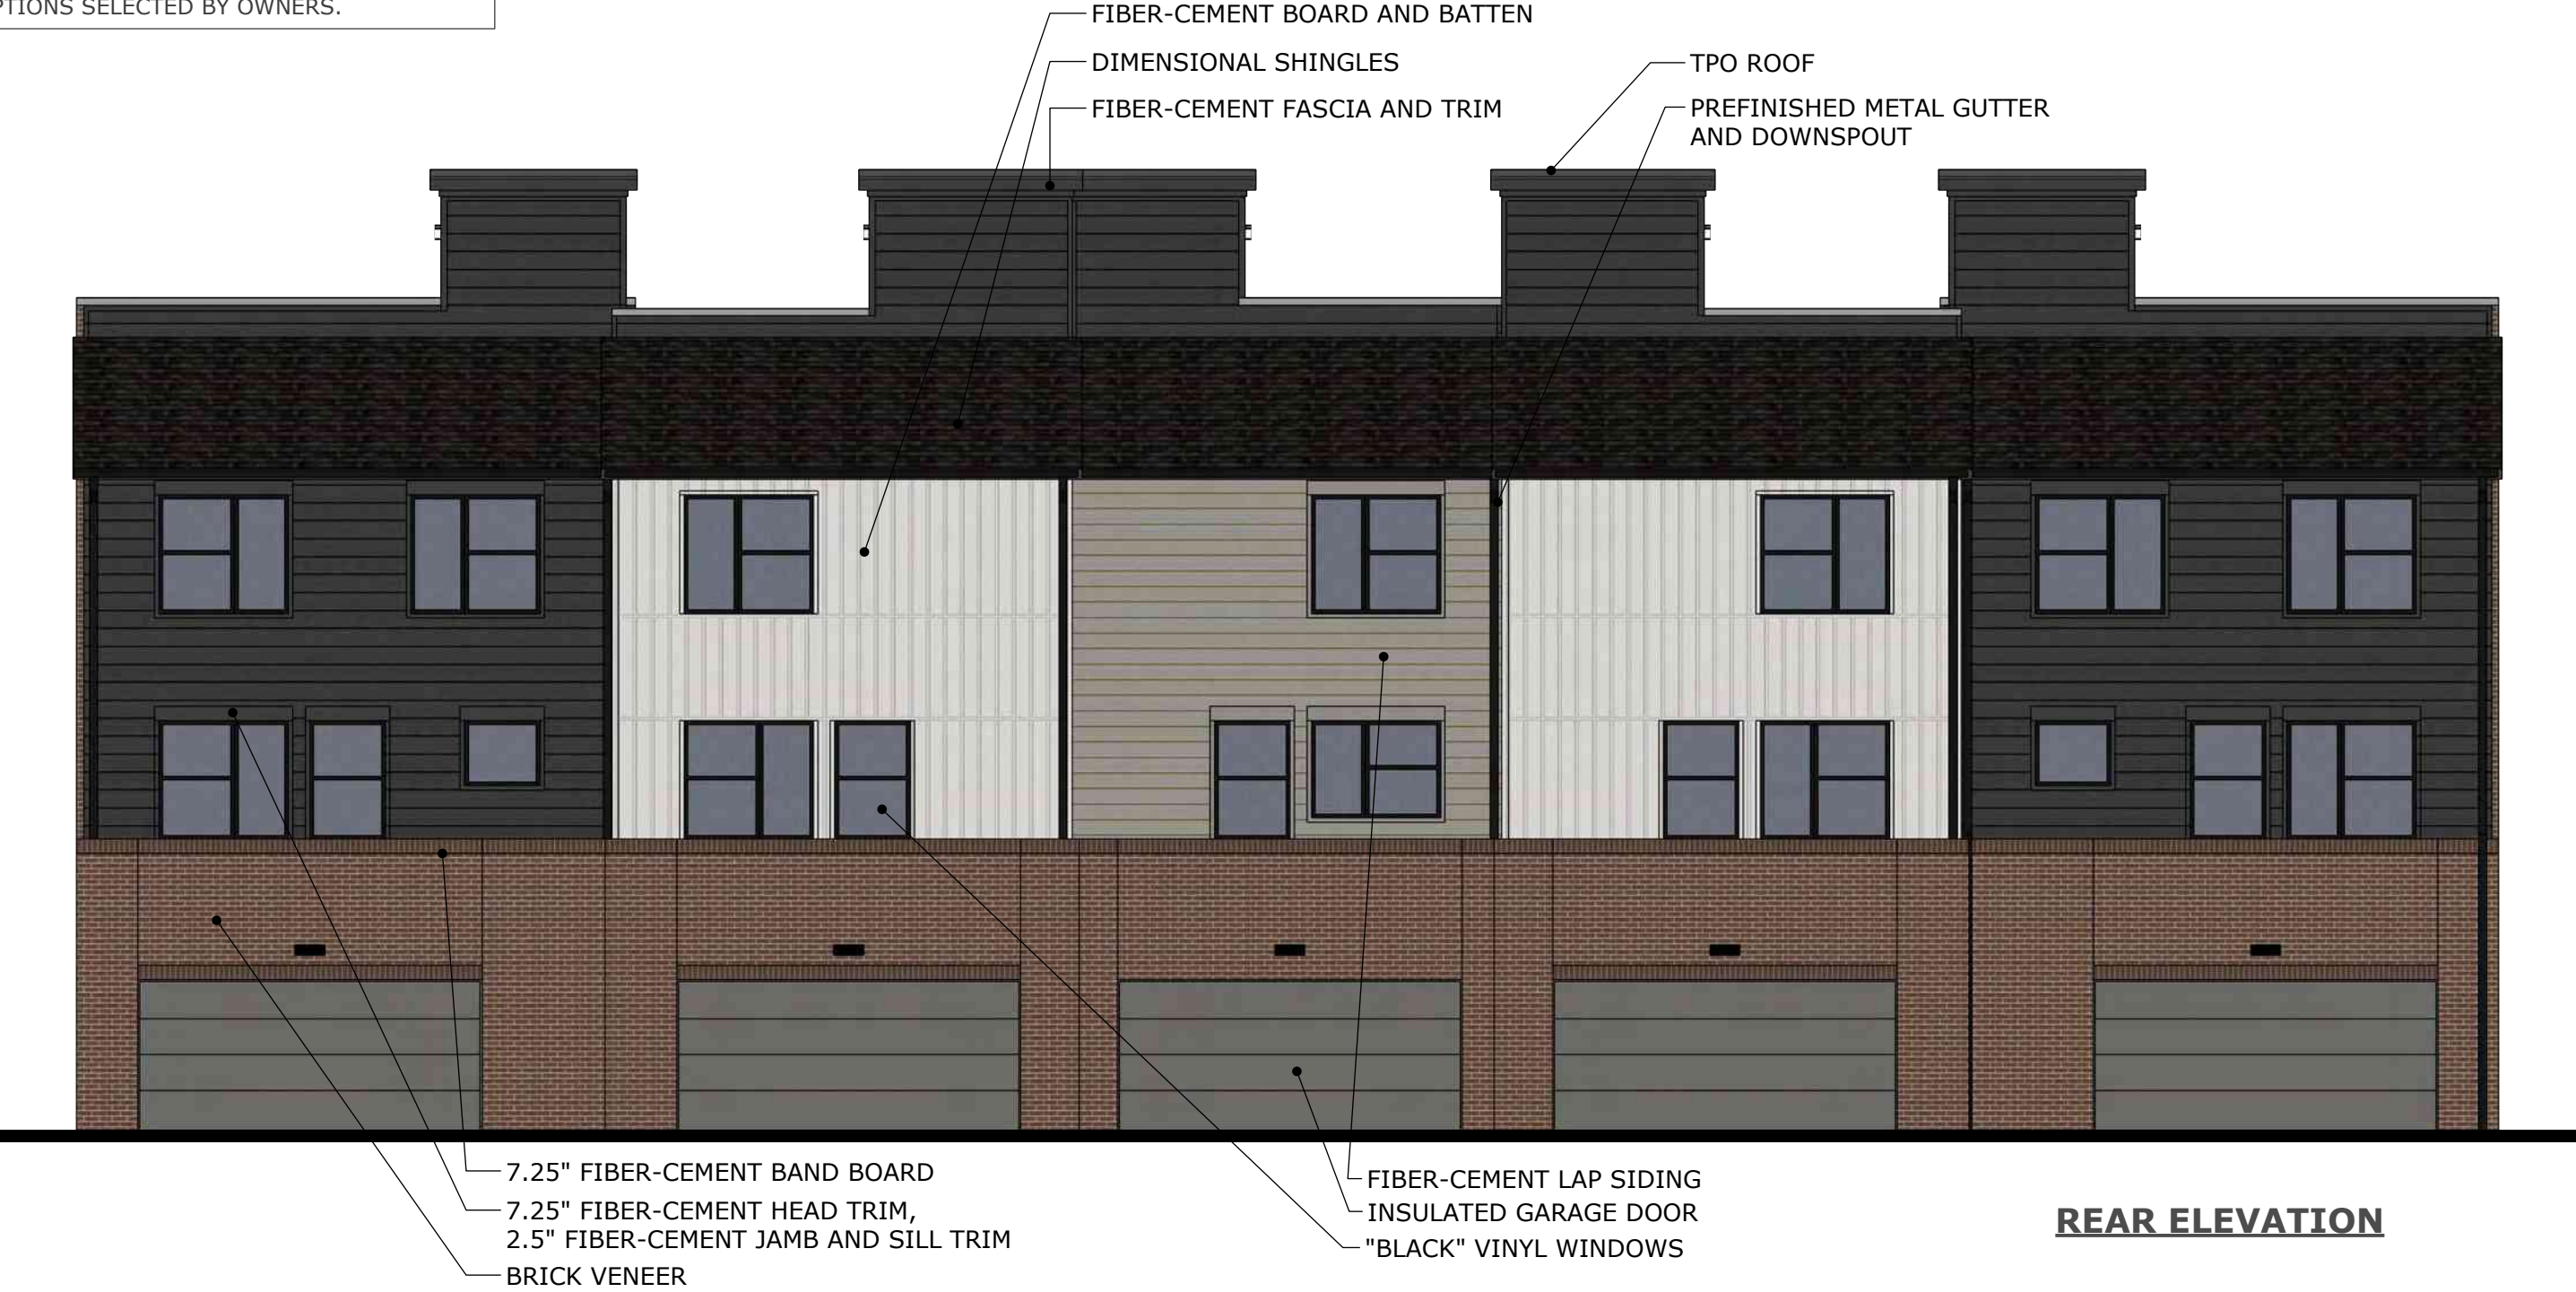 SELECTED BY OWNERS.
FIBER-CEMENT BOARD AND BATTEN
DIMENSIONAL SHINGLES
FIBER-CEMENT FASCIA AND TRIM
TPO ROOF
PREFINISHED METAL GUTTER
AND DOWNSPOUT
7.25" FIBER-CEMENT BAND BOARD
7.25" FIBER-CEMENT HEAD TRIM,
2.5" FIBER-CEMENT JAMB AND SILL TRIM
BRICK VENEER
FIBER-CEMENT LAP SIDING
INSULATED GARAGE DOOR
"BLACK" VINYL WINDOWS
REAR ELEVATION